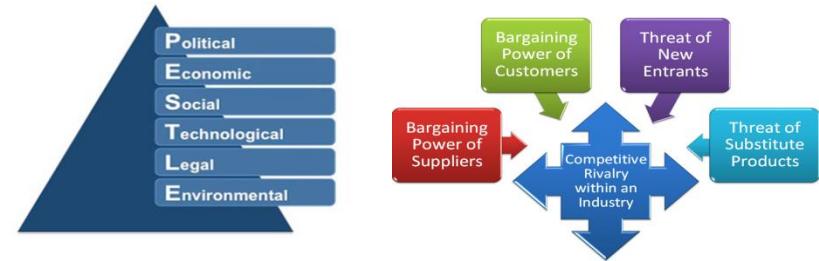 Political
Economic
Social
Technological
Legal
Environmental
Bargaining
Power of
Customers
Threat of
New
Entrants
Bargaining
Power of
Suppliers
Competitive
Rivalry
within an
Industry
Threat of
Substitute
Products